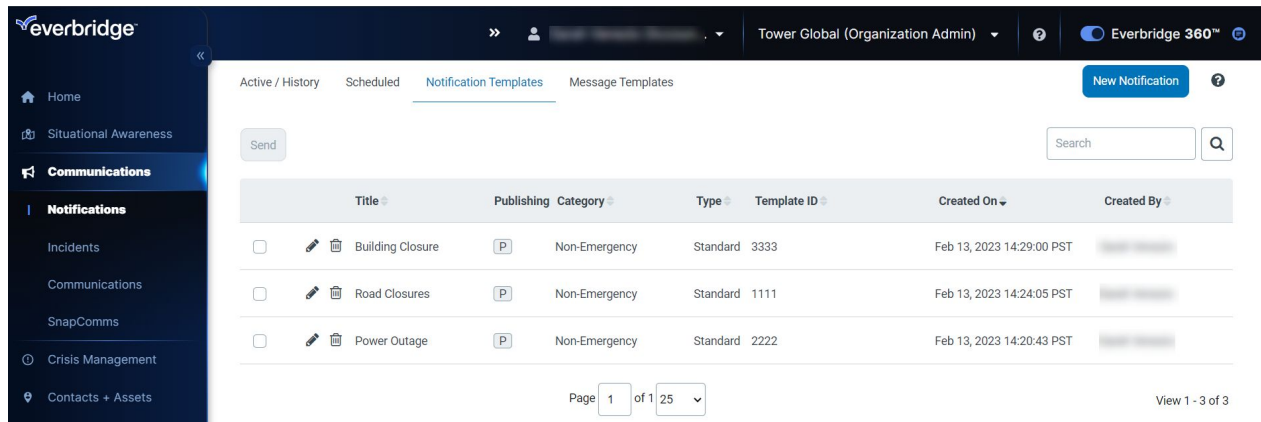 everbridge™
» Tower Global (Organization Admin) Everbridge 360™
«
Home
Situational Awareness
Communications
Notifications
Incidents
Communications
SnapComms
Crisis Management
Contacts + Assets
Active / History Scheduled Notification Templates Message Templates New Notification
Send Search
Title Publishing Category Type Template ID Created On Created By
Building Closure P Non-Emergency Standard 3333 Feb 13, 2023 14:29:00 PST
Road Closures P Non-Emergency Standard 1111 Feb 13, 2023 14:24:05 PST
Power Outage P Non-Emergency Standard 2222 Feb 13, 2023 14:20:43 PST
Page 1 of 1 25 View 1 - 3 of 3